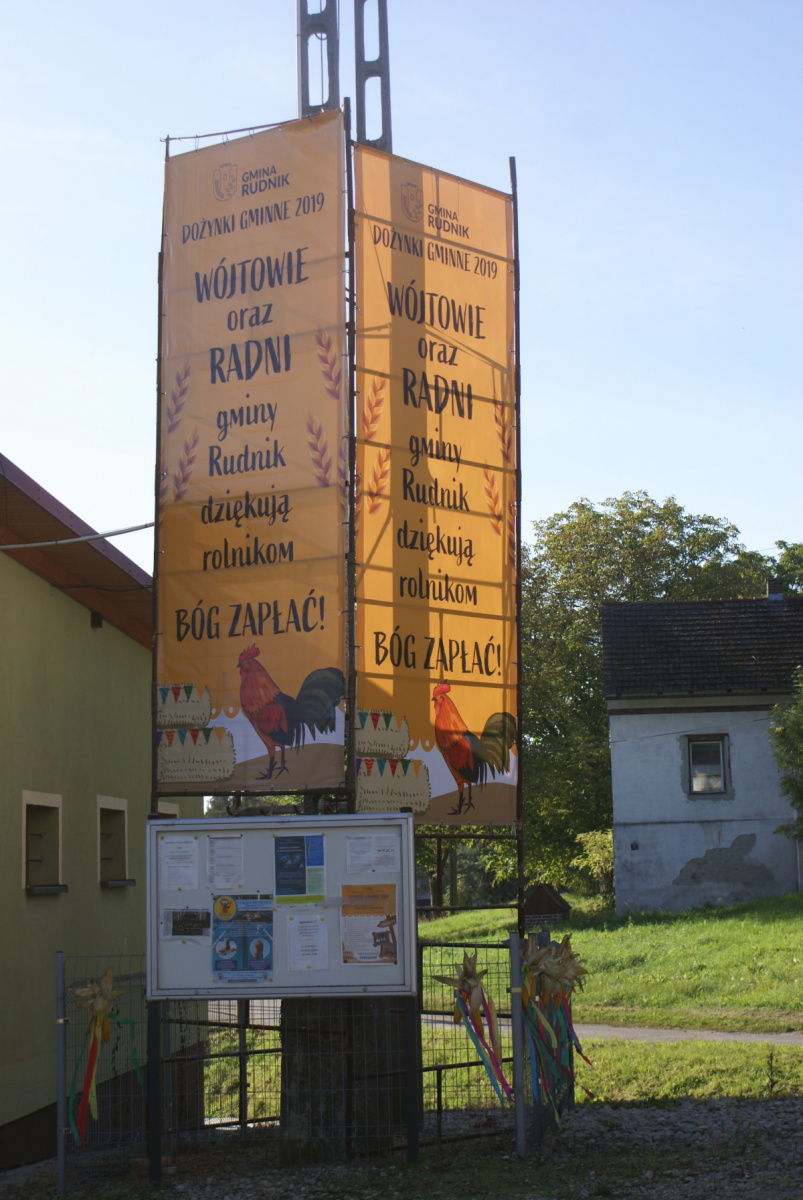 GMINA
RUDNIK
DOŻYNKI GMINNE 2019
WÓJTOWIE
oraz
RADNI
gminy
Rudnik
dziękują
rolnikom
BÓG ZAPŁAĆ!
GMINA
RUDNIK
DOŻYNKI GMINNE 2019
WÓJTOWIE
oraz
RADNI
gminy
Rudnik
dziękują
rolnikom
BÓG ZAPŁAĆ!